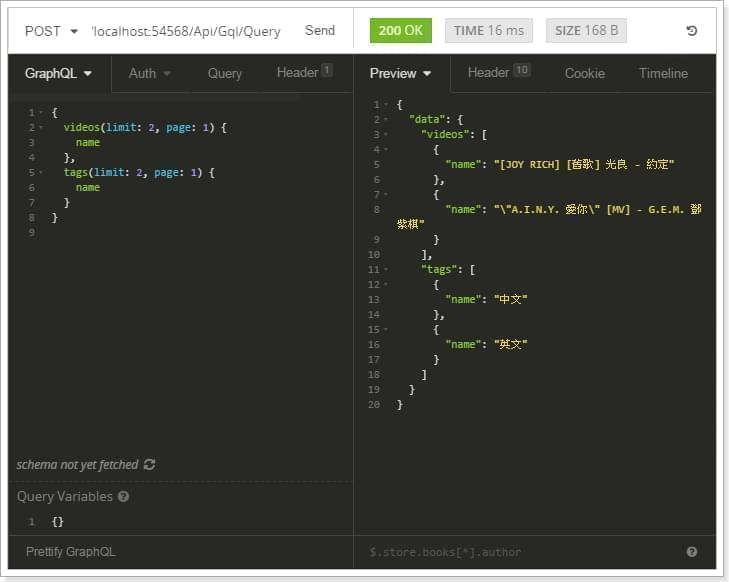 POST 'localhost:54568/Api/Gql/Query Send 200 OK TIME 16 ms SIZE 168 B
GraphQL Auth Query Header 1
1 {
2 videos(limit: 2, page: 1) {
3 name
4 },
5 tags(limit: 2, page: 1) {
6 name
7 }
8 }
9
schema not yet fetched
Query Variables ?
1 {}
Prettify GraphQL
Preview Header 10 Cookie Timeline
1 {
2 "data": {
3 "videos": [
4 {
5 "name": "[JOY RICH] [舊歌] 光良 - 約定"
6 },
7 {
8 "name": "\"A.I.N.Y. 愛你\" [MV] - G.E.M. 鄧
紫棋"
9 }
10 ],
11 "tags": [
12 {
13 "name": "中文"
14 },
15 {
16 "name": "英文"
17 }
18 ]
19 }
20 }
$.store.books[*].author ?